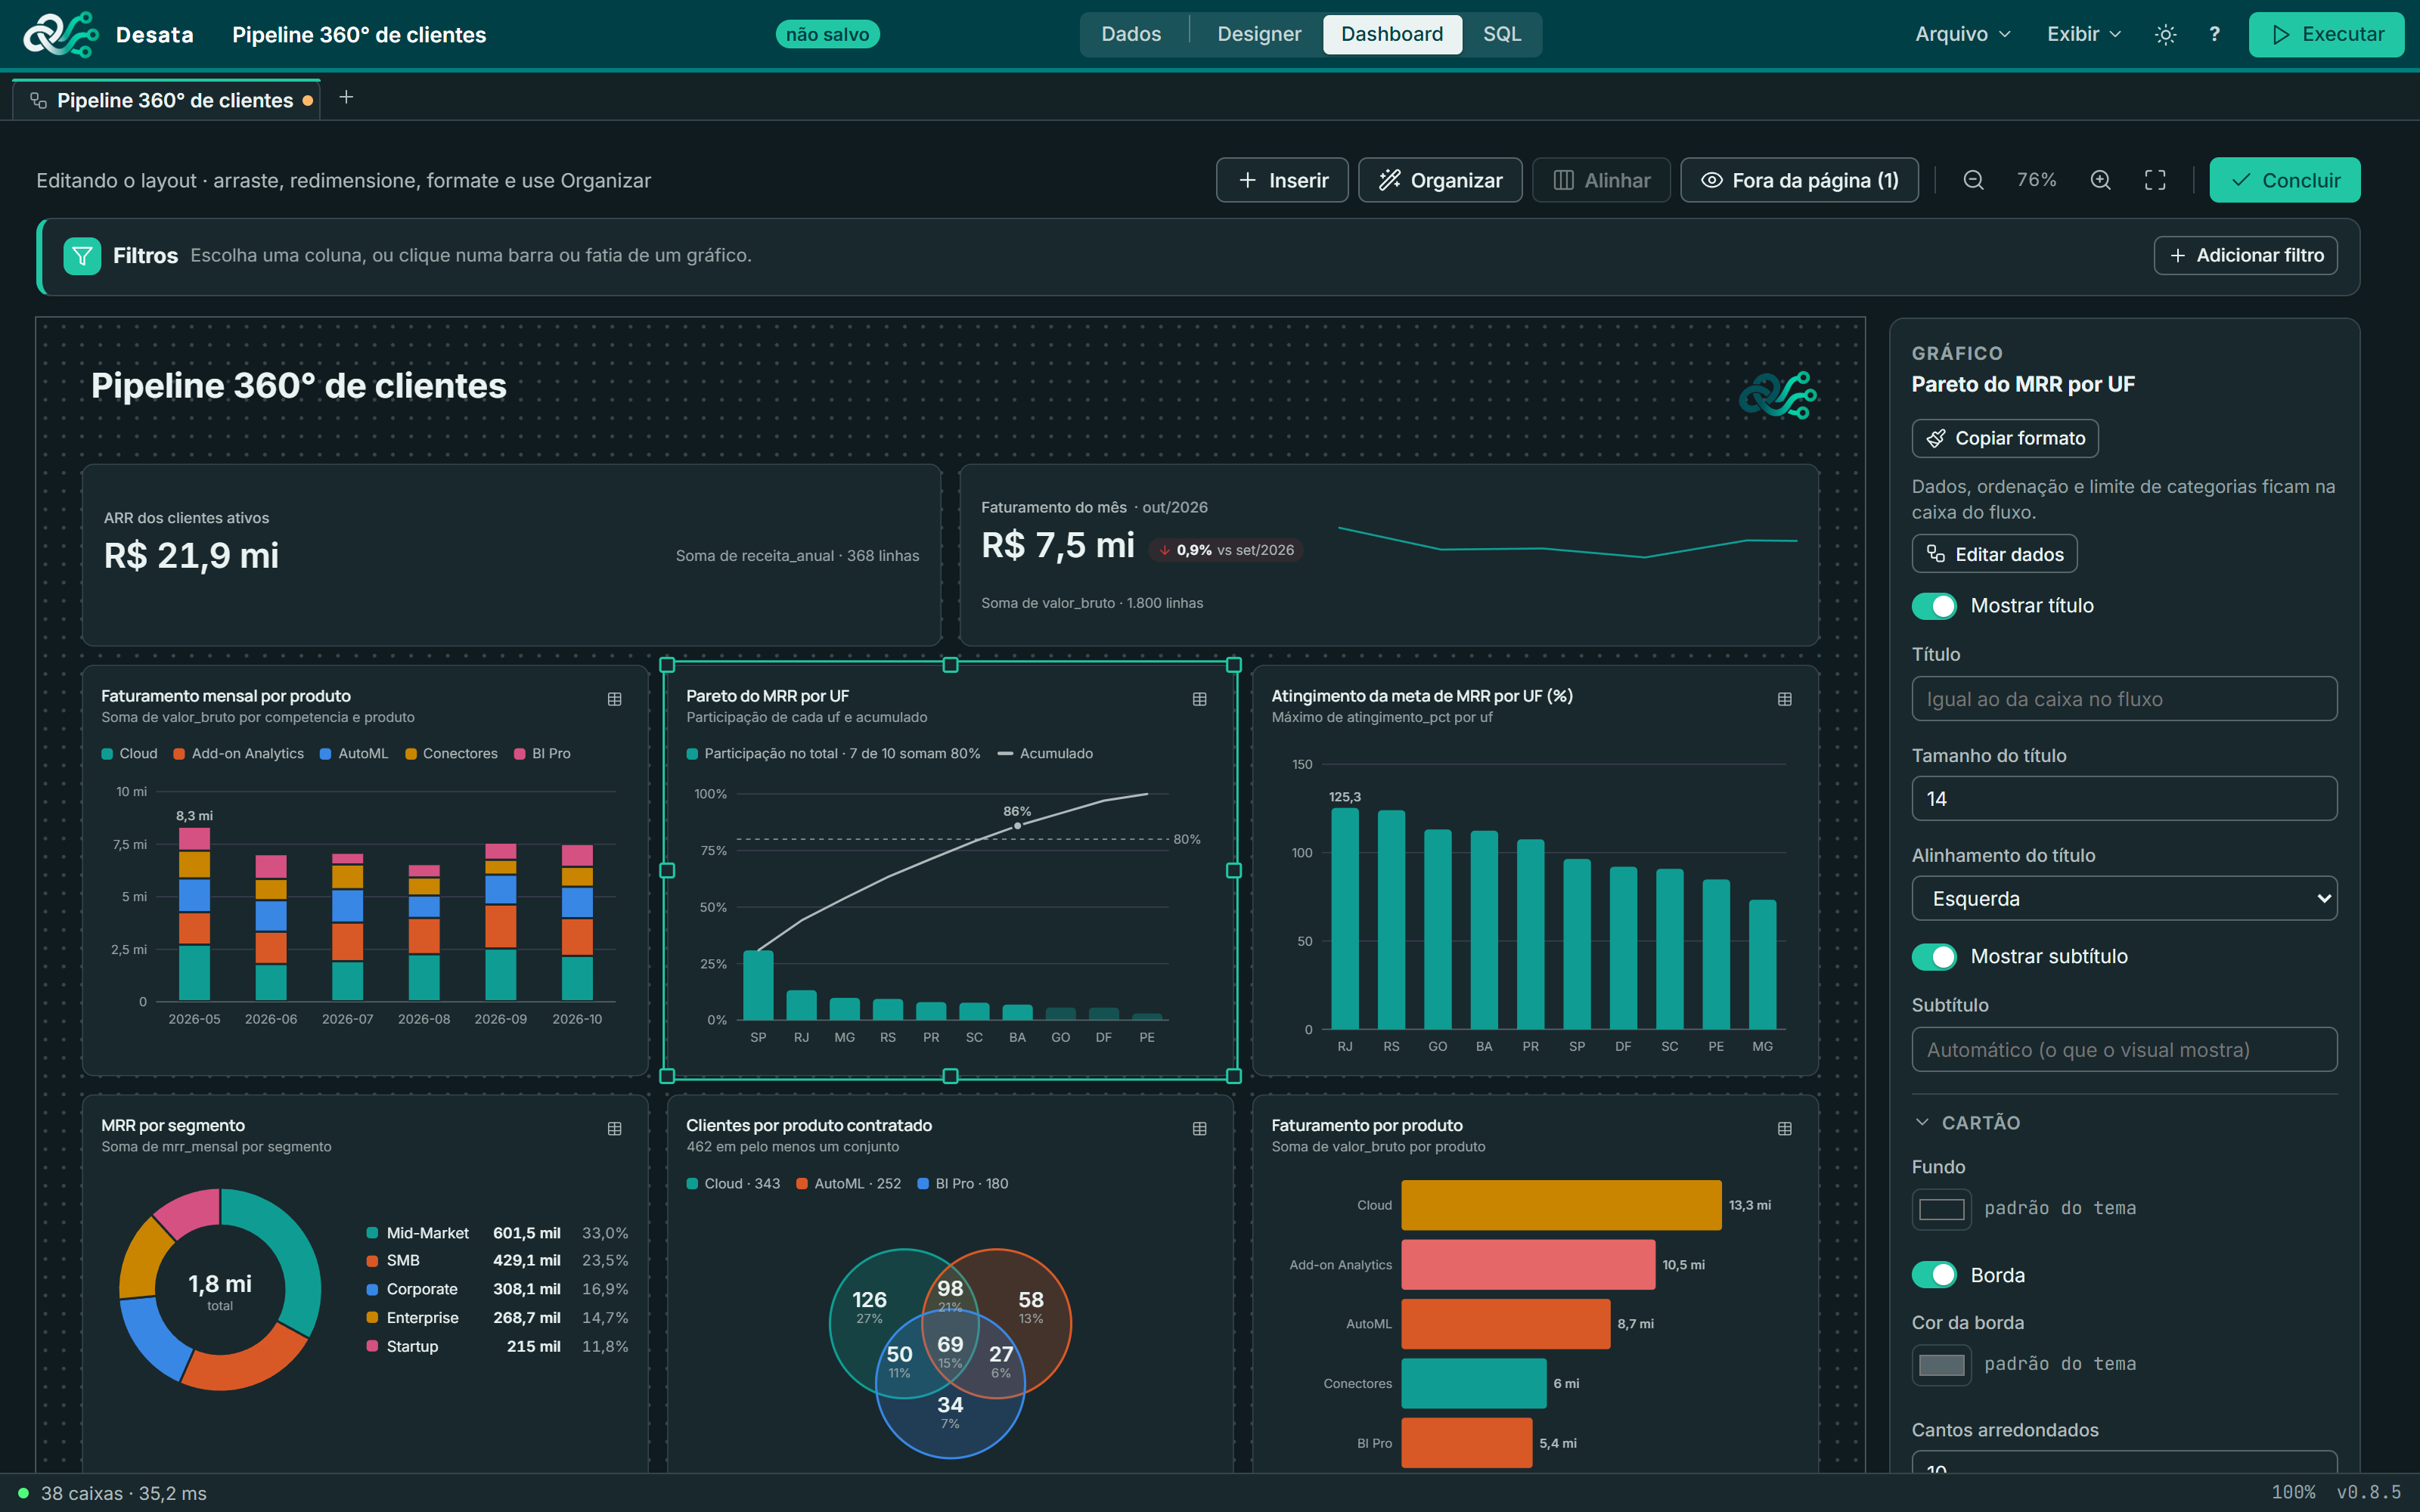 Desata
Pipeline 360° de clientes
não salvo
Dados
Designer
Dashboard
SQL
Arquivo
Exibir
?
Executar
Pipeline 360° de clientes
Editando o layout · arraste, redimensione, formate e use Organizar
Inserir
Organizar
Alinhar
Fora da página (1)
76%
Concluir
Filtros
Escolha uma coluna, ou clique numa barra ou fatia de um gráfico.
Adicionar filtro
Pipeline 360° de clientes
ARR dos clientes ativos
R$ 21,9 mi
Soma de receita_anual · 368 linhas
Faturamento do mês · out/2026
R$ 7,5 mi
0,9% vs set/2026
Soma de valor_bruto · 1.800 linhas
Faturamento mensal por produto
Soma de valor_bruto por competencia e produto
Cloud
Add-on Analytics
AutoML
Conectores
BI Pro
10 mi
8,3 mi
7,5 mi
5 mi
2,5 mi
0
2026-05
2026-06
2026-07
2026-08
2026-09
2026-10
Pareto do MRR por UF
Participação de cada uf e acumulado
Participação no total · 7 de 10 somam 80%
Acumulado
100%
86%
80%
75%
50%
25%
0%
SP
RJ
MG
RS
PR
SC
BA
GO
DF
PE
Atingimento da meta de MRR por UF (%)
Máximo de atingimento_pct por uf
150
125,3
100
50
0
RJ
RS
GO
BA
PR
SP
DF
SC
PE
MG
MRR por segmento
Soma de mrr_mensal por segmento
1,8 mi
total
Mid-Market 601,5 mil 33,0%
SMB 429,1 mil 23,5%
Corporate 308,1 mil 16,9%
Enterprise 268,7 mil 14,7%
Startup 215 mil 11,8%
Clientes por produto contratado
462 em pelo menos um conjunto
Cloud · 343
AutoML · 252
BI Pro · 180
126
27%
98
21%
58
13%
50
11%
69
15%
27
6%
34
7%
Faturamento por produto
Soma de valor_bruto por produto
Cloud 13,3 mi
Add-on Analytics 10,5 mi
AutoML 8,7 mi
Conectores 6 mi
BI Pro 5,4 mi
GRÁFICO
Pareto do MRR por UF
Copiar formato
Dados, ordenação e limite de categorias ficam na
caixa do fluxo.
Editar dados
Mostrar título
Título
Igual ao da caixa no fluxo
Tamanho do título
14
Alinhamento do título
Esquerda
Mostrar subtítulo
Subtítulo
Automático (o que o visual mostra)
CARTÃO
Fundo
padrão do tema
Borda
Cor da borda
padrão do tema
Cantos arredondados
10
38 caixas · 35,2 ms
100%
v0.8.5